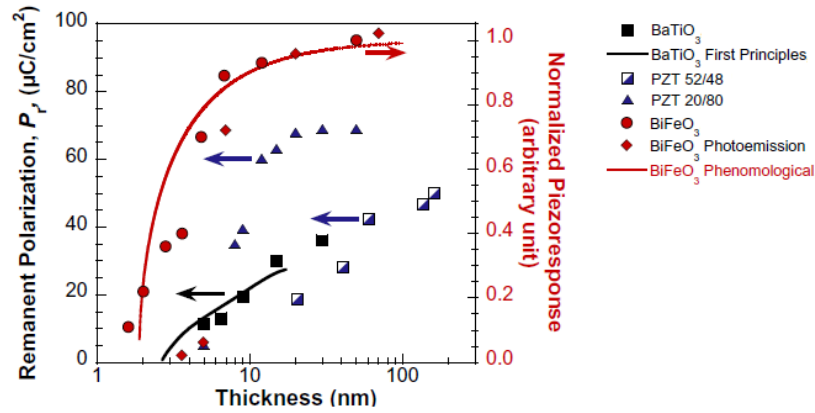 Remanent Polarization, Pr, (μC/cm2)
100
80
60
40
20
0
1
10
100
Thickness (nm)
1.0
0.8
0.6
0.4
0.2
0.0
Normalized Piezoresponse
(arbitrary unit)
BaTiO3
BaTiO3 First Principles
PZT 52/48
PZT 20/80
BiFeO3
BiFeO3 Photoemission
BiFeO3 Phenomological